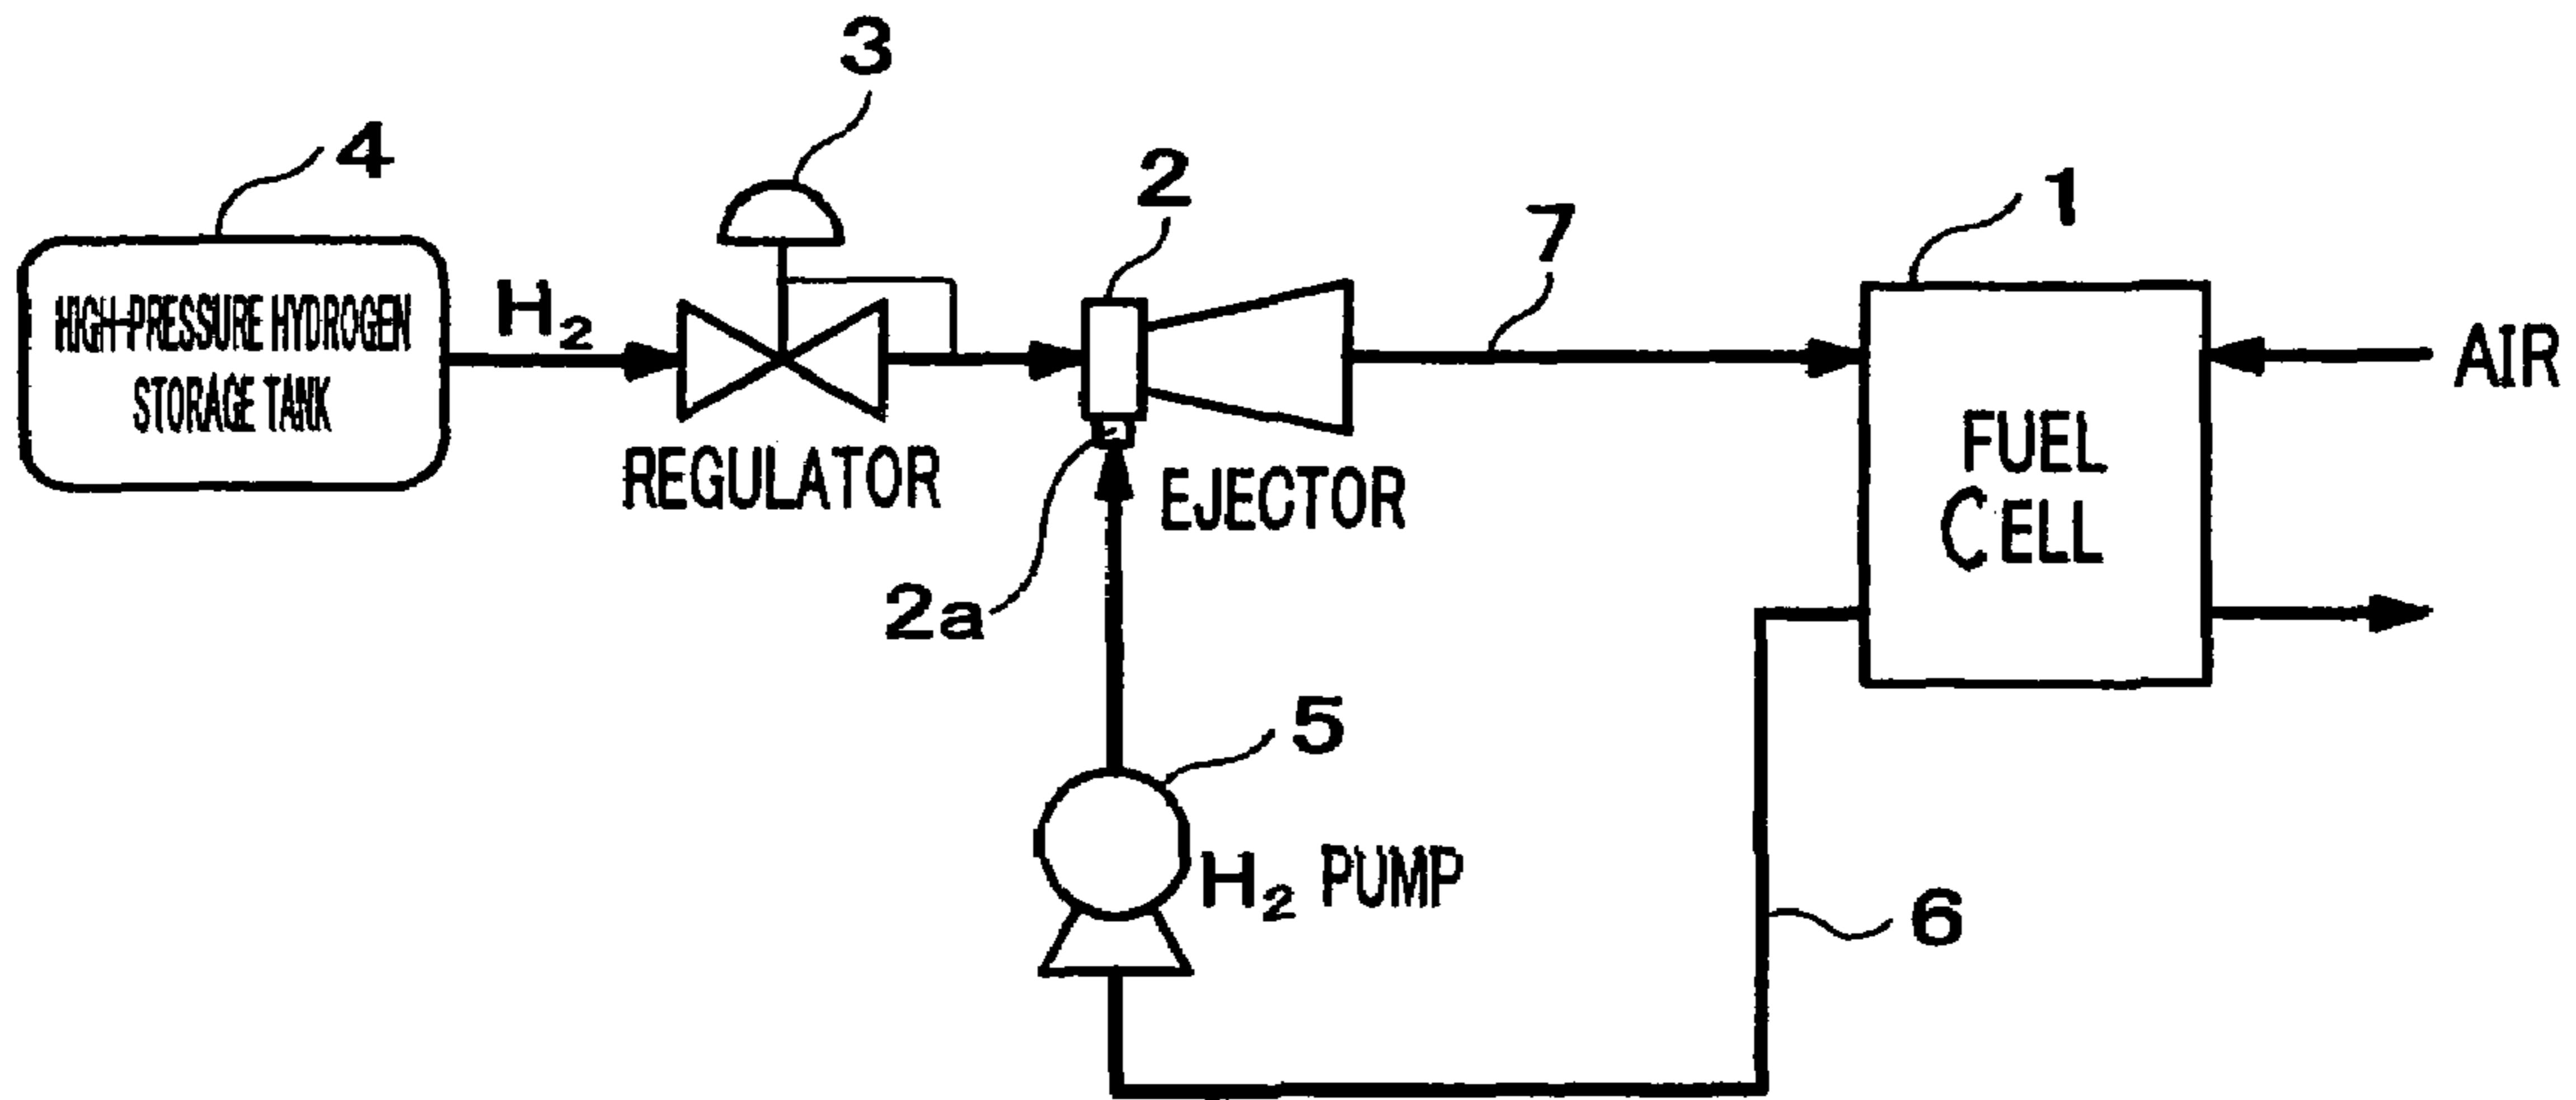 3
4
2
1
7
HIGH-PRESSURE HYDROGEN
STORAGE TANK
H₂
AIR
REGULATOR
EJECTOR
FUEL
CELL
2a
5
H₂ PUMP
6